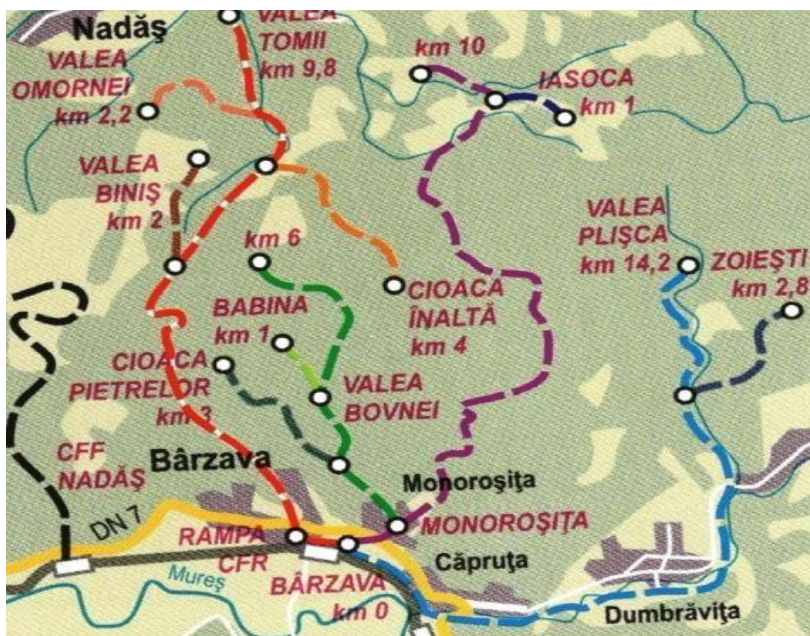 Nadăş
VALEA
TOMII
km 9,8
VALEA
OMORNEI
km 2,2
km 10
IASOCA
km 1
VALEA
BINIŞ
km 2
km 6
VALEA
PLIŞCA
km 14,2
ZOIEŞTI
km 2,8
BABINA
km 1
CIOACA
ÎNALTĂ
km 4
CIOACA
PIETRELOR
km 3
VALEA
BOVNEI
CFF
NADĂŞ
Bârzava
Monoroşiţa
MONOROŞIŢA
DN 7
RAMPA
CFR
Căpruţa
BÂRZAVA
km 0
Mureş
Dumbrăviţa